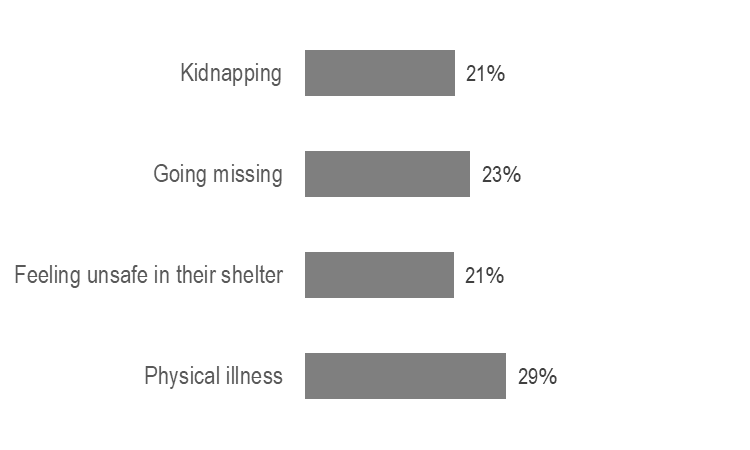 Kidnapping 21%
Going missing 23%
Feeling unsafe in their shelter 21%
Physical illness 29%